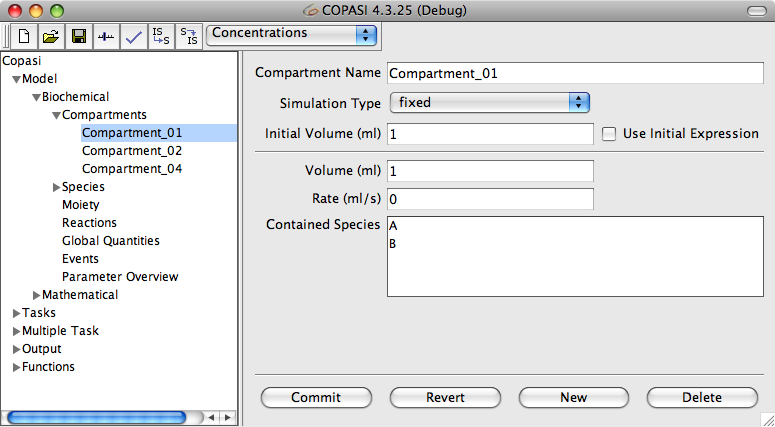 COPASI 4.3.25 (Debug)
IS S
S IS
Concentrations
Copasi
Model
Biochemical
Compartments
Compartment_01
Compartment_02
Compartment_04
Species
Moiety
Reactions
Global Quantities
Events
Parameter Overview
Mathematical
Tasks
Multiple Task
Output
Functions
Compartment Name Compartment_01
Simulation Type fixed
Initial Volume (ml) 1 Use Initial Expression
Volume (ml) 1
Rate (ml/s) 0
Contained Species A
B
Commit Revert New Delete